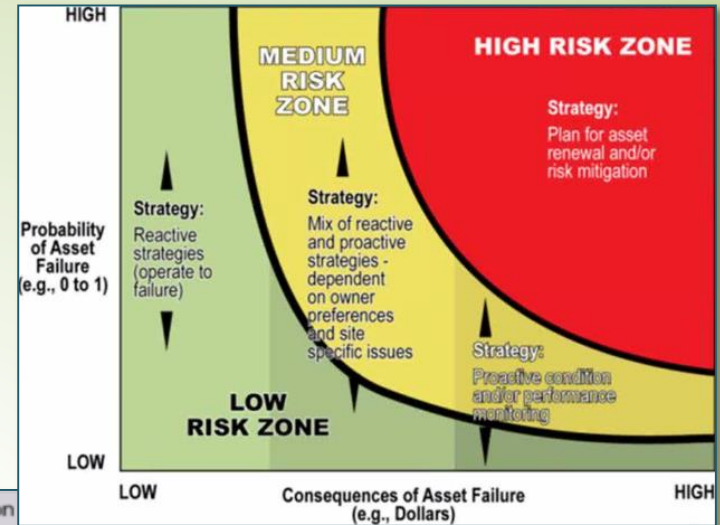 HIGH
MEDIUM
RISK
ZONE
HIGH RISK ZONE
Strategy:
Plan for asset
renewal and/or
risk mitigation
Probability
of Asset
Failure
(e.g., 0 to 1)
Strategy:
Reactive
strategies
(operate to
failure)
Strategy:
Mix of reactive
and proactive
strategies -
dependent
on owner
preferences
and site
specific issues
Strategy:
Proactive condition
and/or performance
monitoring
LOW
RISK ZONE
LOW
LOW
Consequences of Asset Failure
(e.g., Dollars)
HIGH